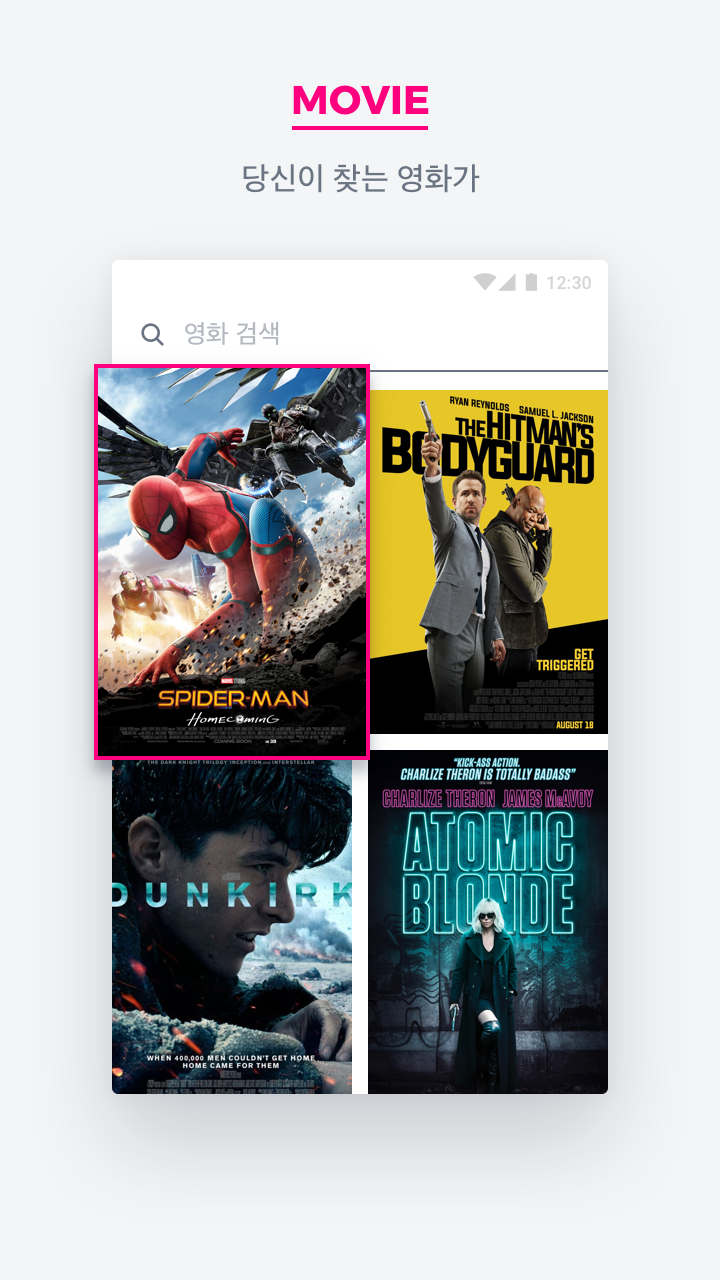 MOVIE
당신이 찾는 영화가
12:30
영화 검색
MARVEL STUDIOS
SPIDER-MAN
HOMECOMING
COMING SOON
IN 3D
RYAN REYNOLDS SAMUEL L. JACKSON
THE HITMAN'S
BODYGUARD
GET
TRIGGERED
AUGUST 18
THE DARK KNIGHT TRILOGY, INCEPTION AND INTERSTELLAR
DUNKIRK
WHEN 400,000 MEN COULDN'T GET HOME,
HOME CAME FOR THEM
"KICK-ASS ACTION.
CHARLIZE THERON IS TOTALLY BADASS"
CHARLIZE THERON JAMES McAVOY
ATOMIC
BLONDE